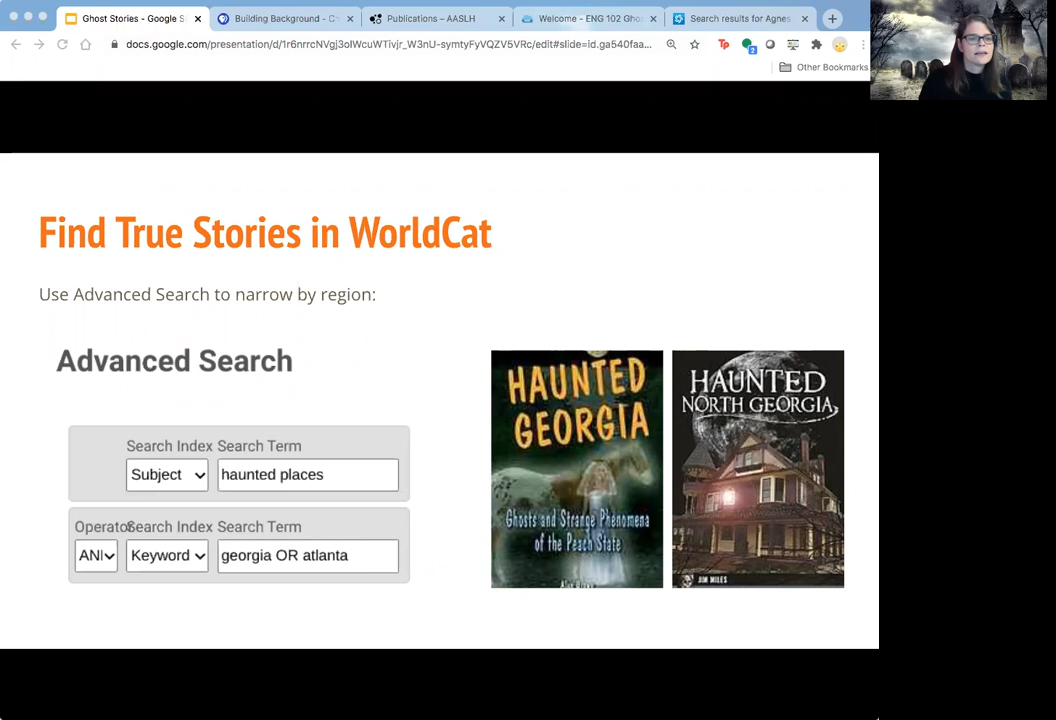 Ghost Stories - Google S
Building Background - C
Publications – AASLH
Welcome - ENG 102 Gho
Search results for Agnes
docs.google.com/presentation/d/1r6nrrcNVgj3oIWcuWTivjr_W3nU-symtyFyVQZV5VRc/edit#slide=id.ga540faa...
Other Bookmarks
Find True Stories in WorldCat
Use Advanced Search to narrow by region:
Advanced Search
Search Index Search Term
Subject haunted places
Operator Search Index Search Term
AND Keyword georgia OR atlanta
HAUNTED
GEORGIA
Ghosts and Strange Phenomena
of the Peach State
HAUNTED
NORTH GEORGIA
JIM MILES